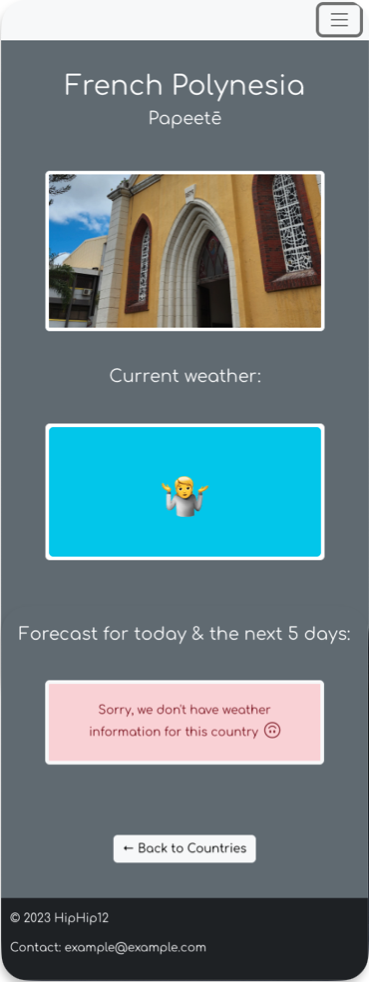 French Polynesia
Papeetē
Current weather:
Forecast for today & the next 5 days:
Sorry, we don't have weather
information for this country 🙃
← Back to Countries
© 2023 HipHip12
Contact: example@example.com